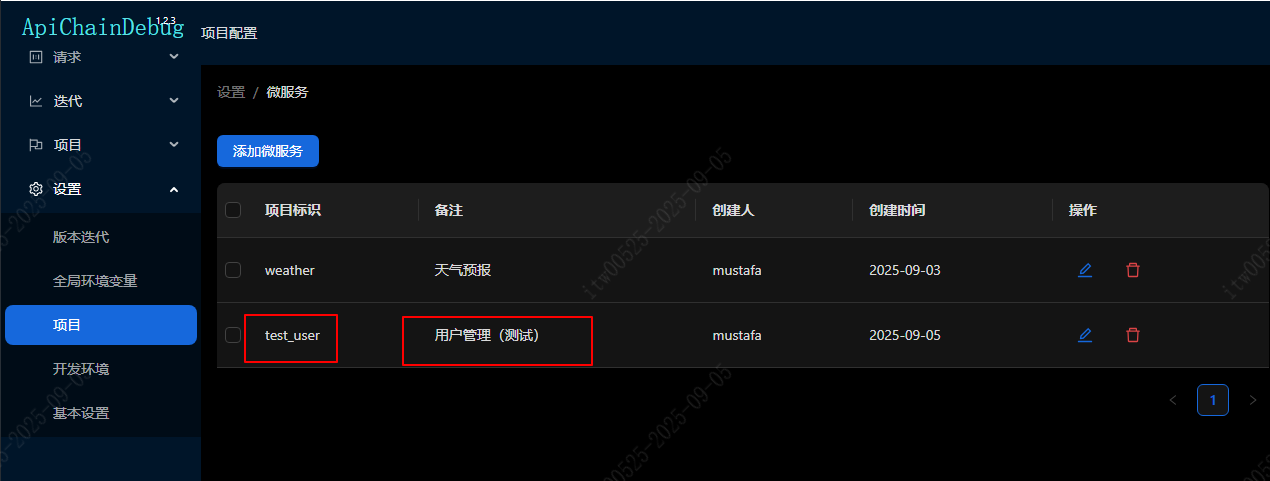 ApiChainDebug
1.2.3
项目配置
请求
迭代
项目
设置
版本迭代
全局环境变量
项目
开发环境
基本设置
设置 / 微服务
添加微服务
项目标识 备注 创建人 创建时间 操作
weather 天气预报 mustafa 2025-09-03
test_user 用户管理（测试） mustafa 2025-09-05
< 1 >
itw00525-2025-09-05
itw00525-2025-09-05